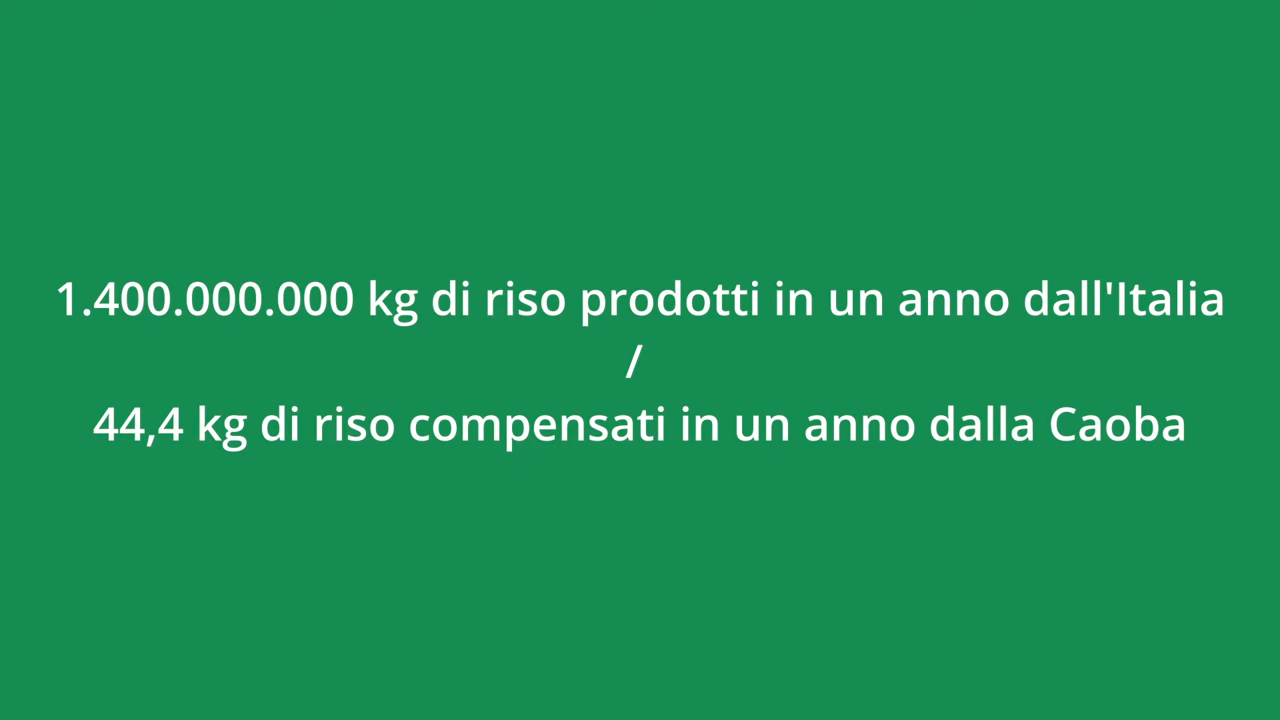 1.400.000.000 kg di riso prodotti in un anno dall'Italia
/
44,4 kg di riso compensati in un anno dalla Caoba